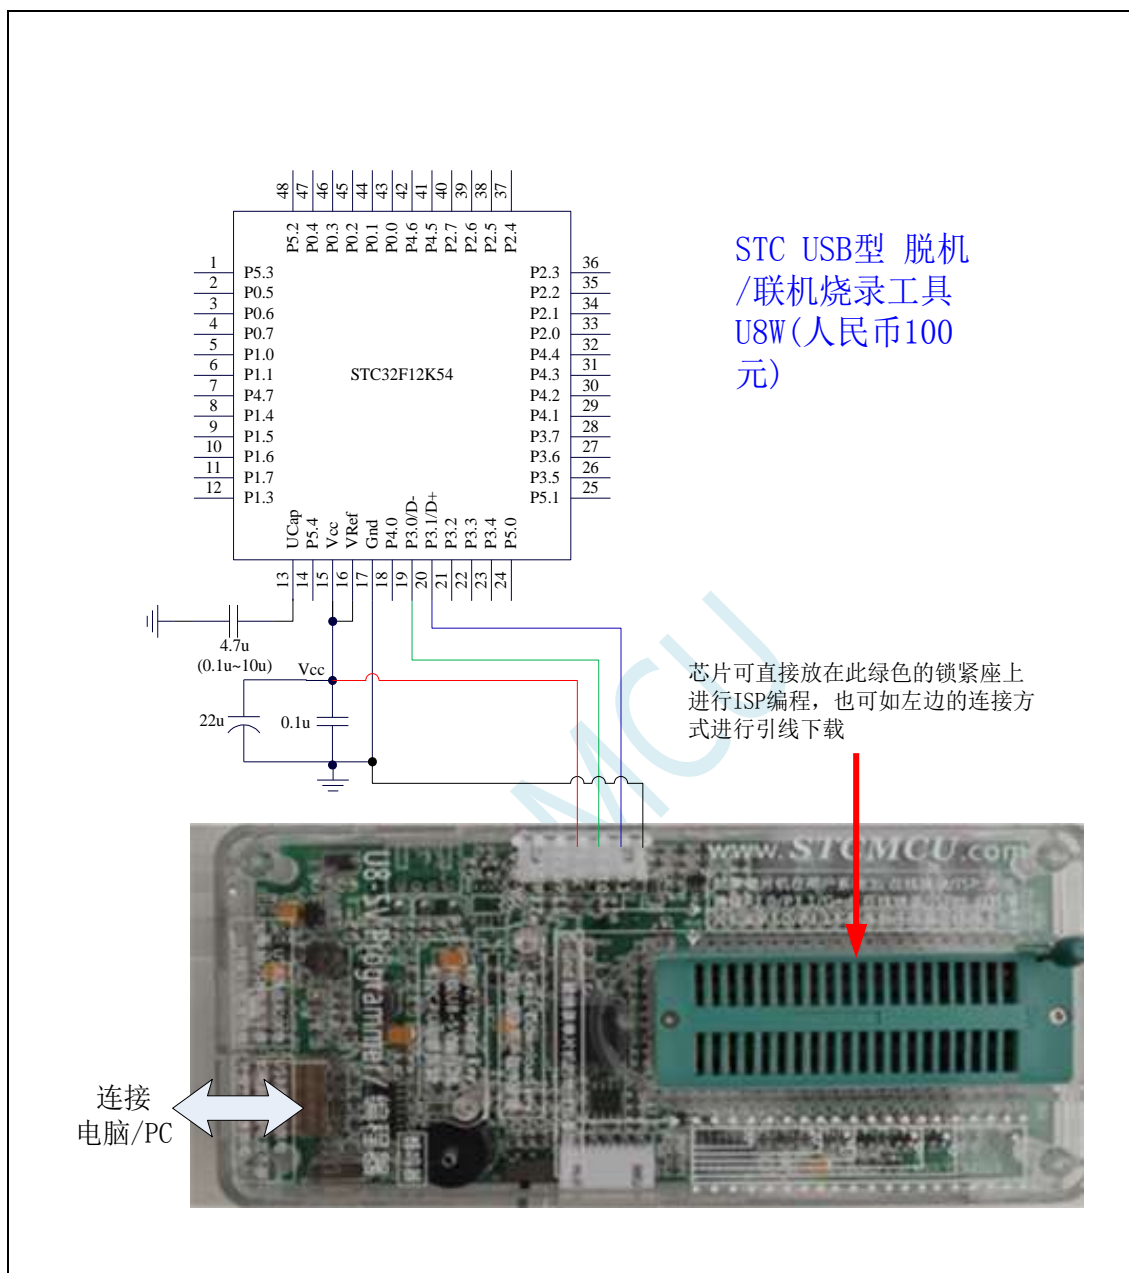 48
47
46
45
44
43
42
41
40
39
38
37
P5.2
P0.4
P0.3
P0.2
P0.1
P0.0
P4.6
P4.5
P2.7
P2.6
P2.5
P2.4
1
2
3
4
5
6
7
8
9
10
11
12
P5.3
P0.5
P0.6
P0.7
P1.0
P1.1
P4.7
P1.4
P1.5
P1.6
P1.7
P1.3
STC32F12K54
P2.3
P2.2
P2.1
P2.0
P4.4
P4.3
P4.2
P4.1
P3.7
P3.6
P3.5
P5.1
36
35
34
33
32
31
30
29
28
27
26
25
UCap
P5.4
Vcc
VRef
Gnd
P4.0
P3.0/D-
P3.1/D+
P3.2
P3.3
P3.4
P5.0
13
14
15
16
17
18
19
20
21
22
23
24
STC USB型 脱机
/联机烧录工具
U8W(人民币100
元)
4.7u
(0.1u~10u)
Vcc
22u
0.1u
芯片可直接放在此绿色的锁紧座上
进行ISP编程，也可如左边的连接方
式进行引线下载
MCU
www.STCMCU.com
U8-5V Programmer/
连接
电脑/PC